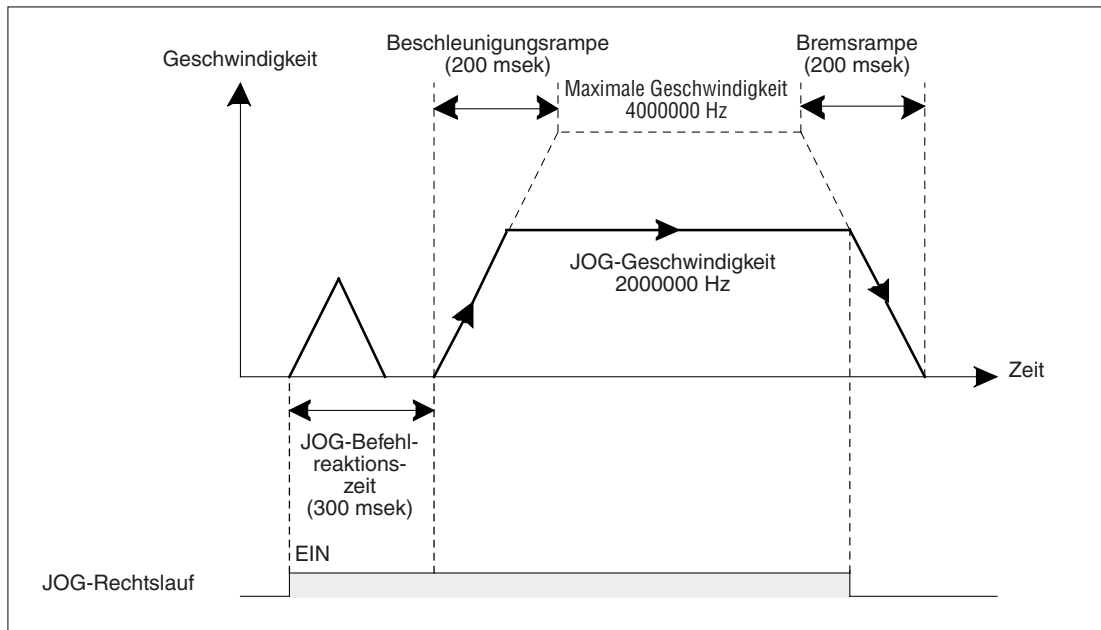 Geschwindigkeit
Beschleunigungsrampe
(200 msek)
Maximale Geschwindigkeit
4000000 Hz
Bremsrampe
(200 msek)
JOG-Geschwindigkeit
2000000 Hz
Zeit
JOG-Befehl-
reaktions-
zeit
(300 msek)
EIN
JOG-Rechtslauf